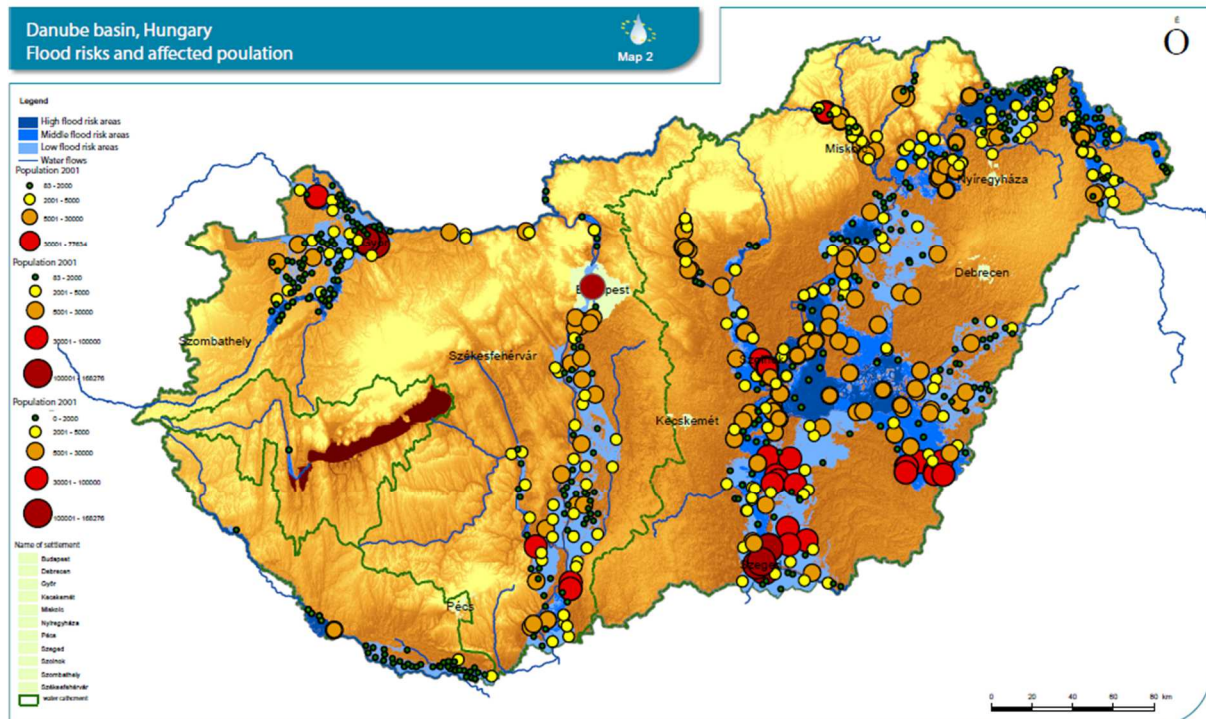 Danube basin, Hungary
Flood risks and affected poulation
Map 2
Legend
High flood risk areas
Middle flood risk areas
Low flood risk areas
Water flows
Population 2001
83 - 2000
2001 - 5000
5001 - 30000
Population 2001
83 - 2000
2001 - 5000
5001 - 30000
30001 - 100000
100001 - 166276
Population 2001
0 - 2000
2001 - 5000
5001 - 30000
30001 - 100000
100001 - 166276
Name of settlement
Budapest
Debrecen
Győr
Kecskemét
Miskolc
Nyíregyháza
Pécs
Szeged
Szolnok
Szombathely
Székesfehérvár
Miskolc
Nyíregyháza
Debrecen
Szombathely
Székesfehérvár
Kecskemét
Pécs
Szeged
0 20 40 60 80 km